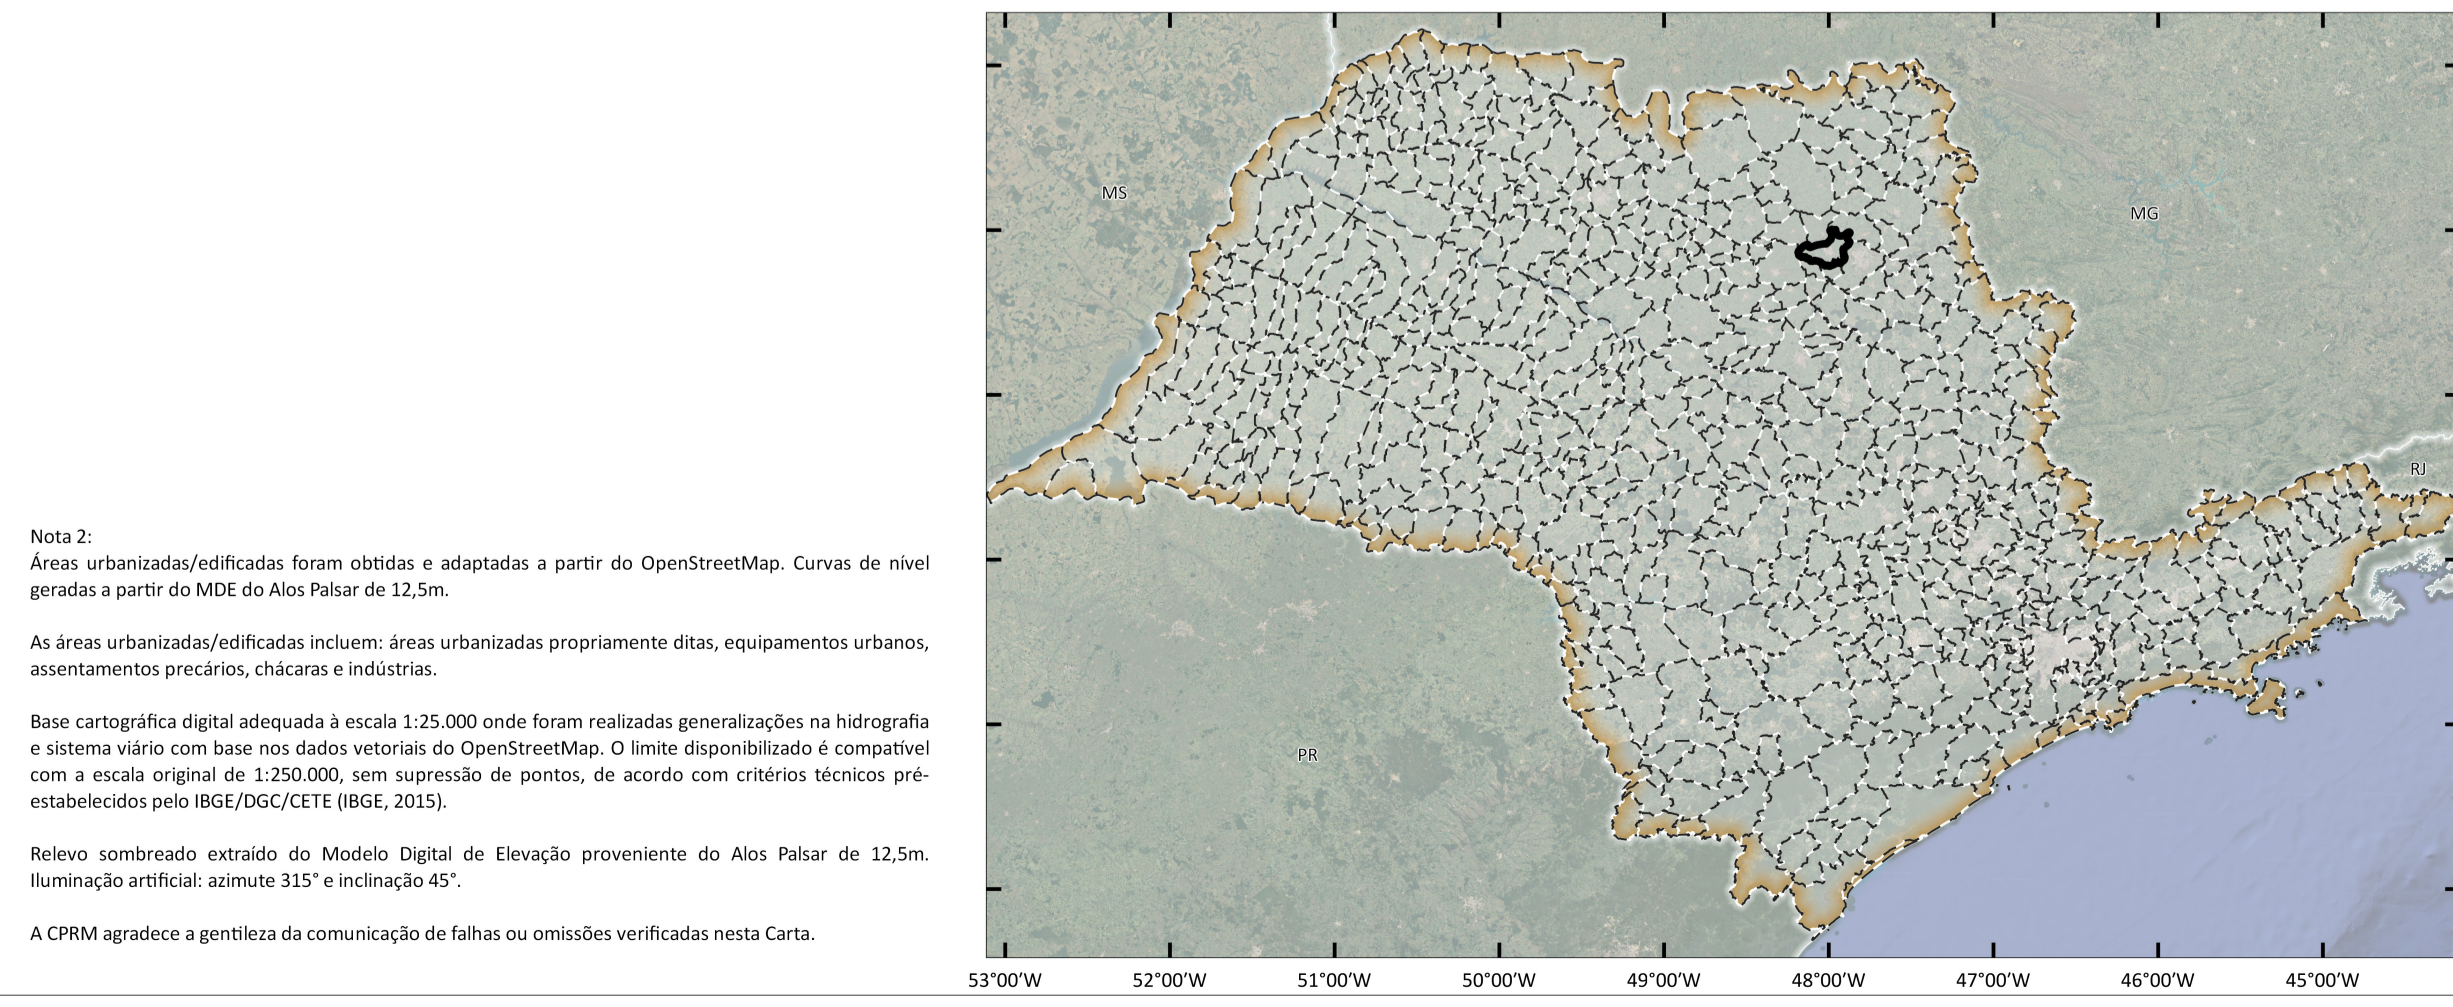 Nota 2:
Áreas urbanizadas/edificadas foram obtidas e adaptadas a partir do OpenStreetMap. Curvas de nível
geradas a partir do MDE do Alos Palsar de 12,5m.
As áreas urbanizadas/edificadas incluem: áreas urbanizadas propriamente ditas, equipamentos urbanos,
assentamentos precários, chácaras e indústrias.
Base cartográfica digital adequada à escala 1:25.000 onde foram realizadas generalizações na hidrografia
e sistema viário com base nos dados vetoriais do OpenStreetMap. O limite disponibilizado é compatível
com a escala original de 1:250.000, sem supressão de pontos, de acordo com critérios técnicos pré-
estabelecidos pelo IBGE/DGC/CETE (IBGE, 2015).
Relevo sombreado extraído do Modelo Digital de Elevação proveniente do Alos Palsar de 12,5m.
Iluminação artificial: azimute 315° e inclinação 45°.
A CPRM agradece a gentileza da comunicação de falhas ou omissões verificadas nesta Carta.
MS
MG
RJ
PR
53°00'W 52°00'W 51°00'W 50°00'W 49°00'W 48°00'W 47°00'W 46°00'W 45°00'W